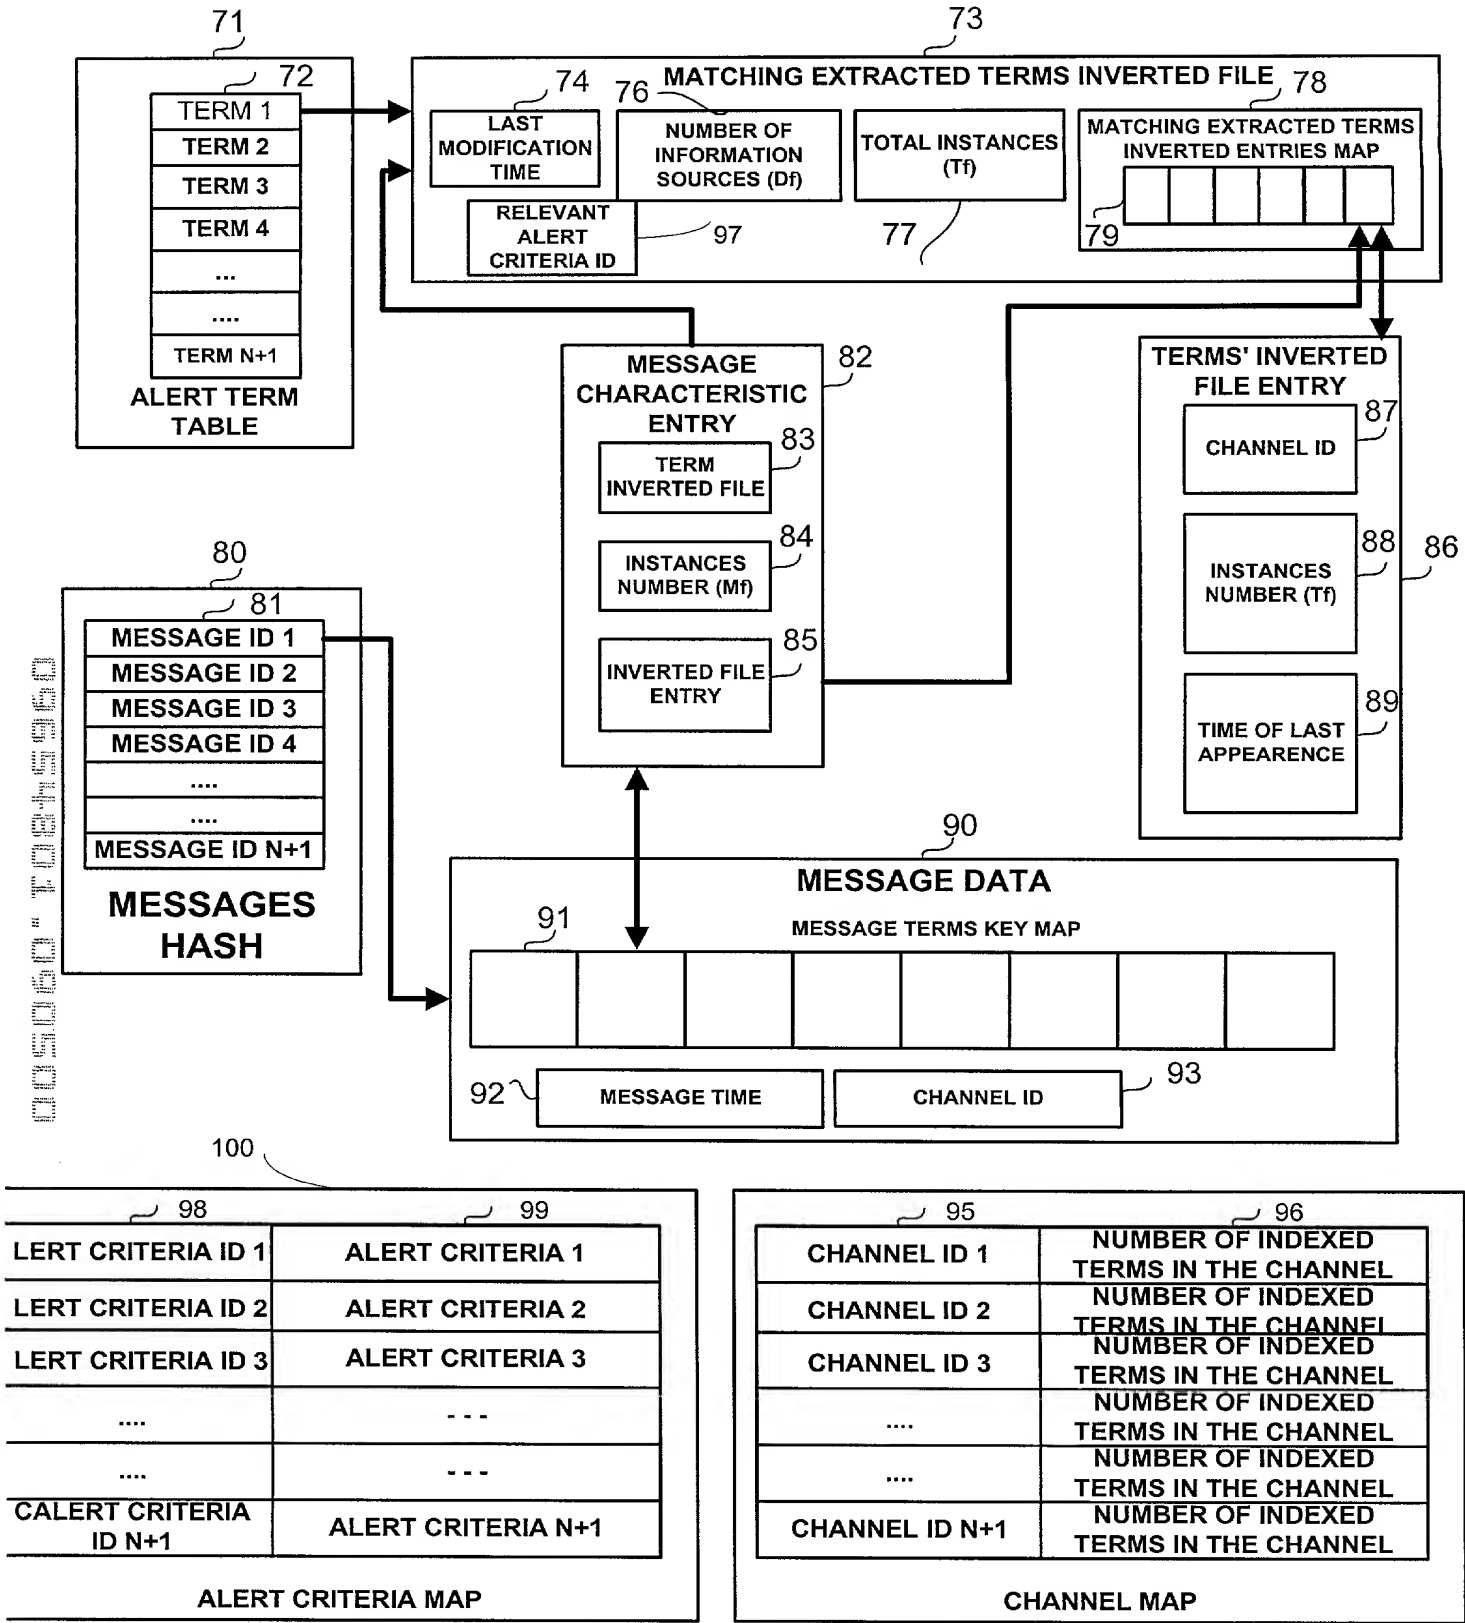 71
72
TERM 1
TERM 2
TERM 3
TERM 4
...
....
TERM N+1
ALERT TERM
TABLE
73
MATCHING EXTRACTED TERMS INVERTED FILE
74
LAST
MODIFICATION
TIME
76
NUMBER OF
INFORMATION
SOURCES (Df)
TOTAL INSTANCES
(Tf)
77
78
MATCHING EXTRACTED TERMS
INVERTED ENTRIES MAP
79
RELEVANT
ALERT
CRITERIA ID
97
MESSAGE
CHARACTERISTIC
ENTRY
82
83
TERM
INVERTED FILE
84
INSTANCES
NUMBER (Mf)
85
INVERTED FILE
ENTRY
TERMS' INVERTED
FILE ENTRY
87
CHANNEL ID
88
INSTANCES
NUMBER (Tf)
86
89
TIME OF LAST
APPEARENCE
80
81
MESSAGE ID 1
MESSAGE ID 2
MESSAGE ID 3
MESSAGE ID 4
....
....
MESSAGE ID N+1
MESSAGES
HASH
90
MESSAGE DATA
MESSAGE TERMS KEY MAP
91
92
MESSAGE TIME
CHANNEL ID
93
100
98
99
LERT CRITERIA ID 1
ALERT CRITERIA 1
LERT CRITERIA ID 2
ALERT CRITERIA 2
LERT CRITERIA ID 3
ALERT CRITERIA 3
....
- - -
....
- - -
CALERT CRITERIA
ID N+1
ALERT CRITERIA N+1
ALERT CRITERIA MAP
95
96
CHANNEL ID 1
NUMBER OF INDEXED
TERMS IN THE CHANNEL
CHANNEL ID 2
NUMBER OF INDEXED
TERMS IN THE CHANNEL
CHANNEL ID 3
NUMBER OF INDEXED
TERMS IN THE CHANNEL
....
NUMBER OF INDEXED
TERMS IN THE CHANNEL
....
NUMBER OF INDEXED
TERMS IN THE CHANNEL
CHANNEL ID N+1
NUMBER OF INDEXED
TERMS IN THE CHANNEL
CHANNEL MAP